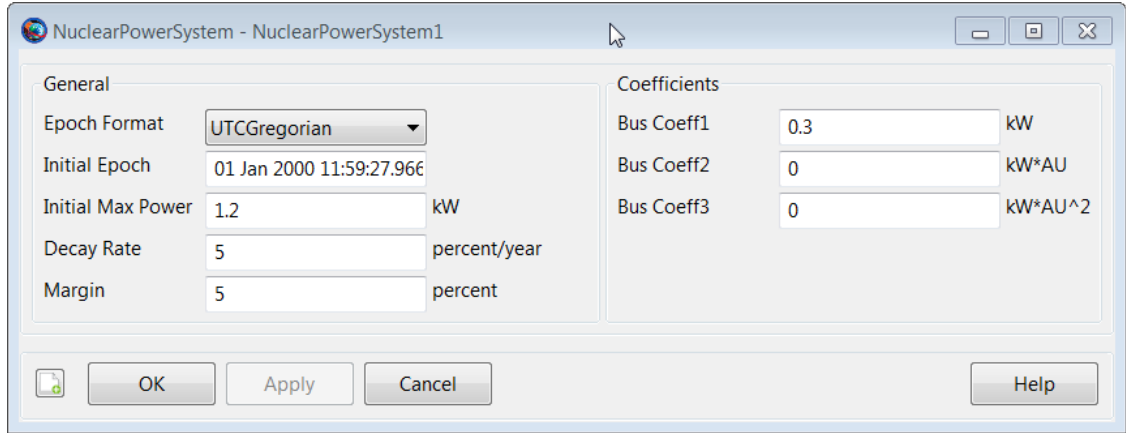 NuclearPowerSystem - NuclearPowerSystem1
General
Epoch Format UTCGregorian
Initial Epoch 01 Jan 2000 11:59:27.966
Initial Max Power 1.2 kW
Decay Rate 5 percent/year
Margin 5 percent
Coefficients
Bus Coeff1 0.3 kW
Bus Coeff2 0 kW*AU
Bus Coeff3 0 kW*AU^2
OK Apply Cancel Help